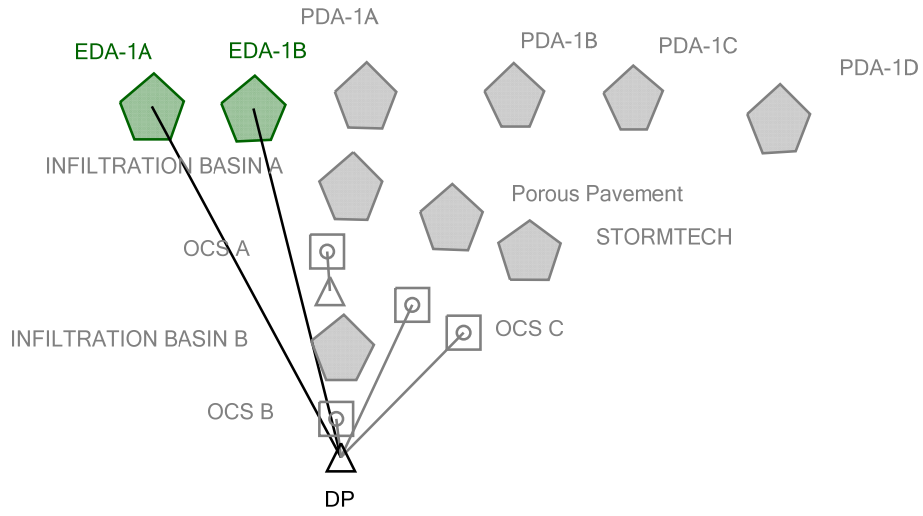 PDA-1A
EDA-1A
EDA-1B
PDA-1B
PDA-1C
PDA-1D
INFILTRATION BASIN A
Porous Pavement
STORMTECH
OCS A
INFILTRATION BASIN B
OCS C
OCS B
DP